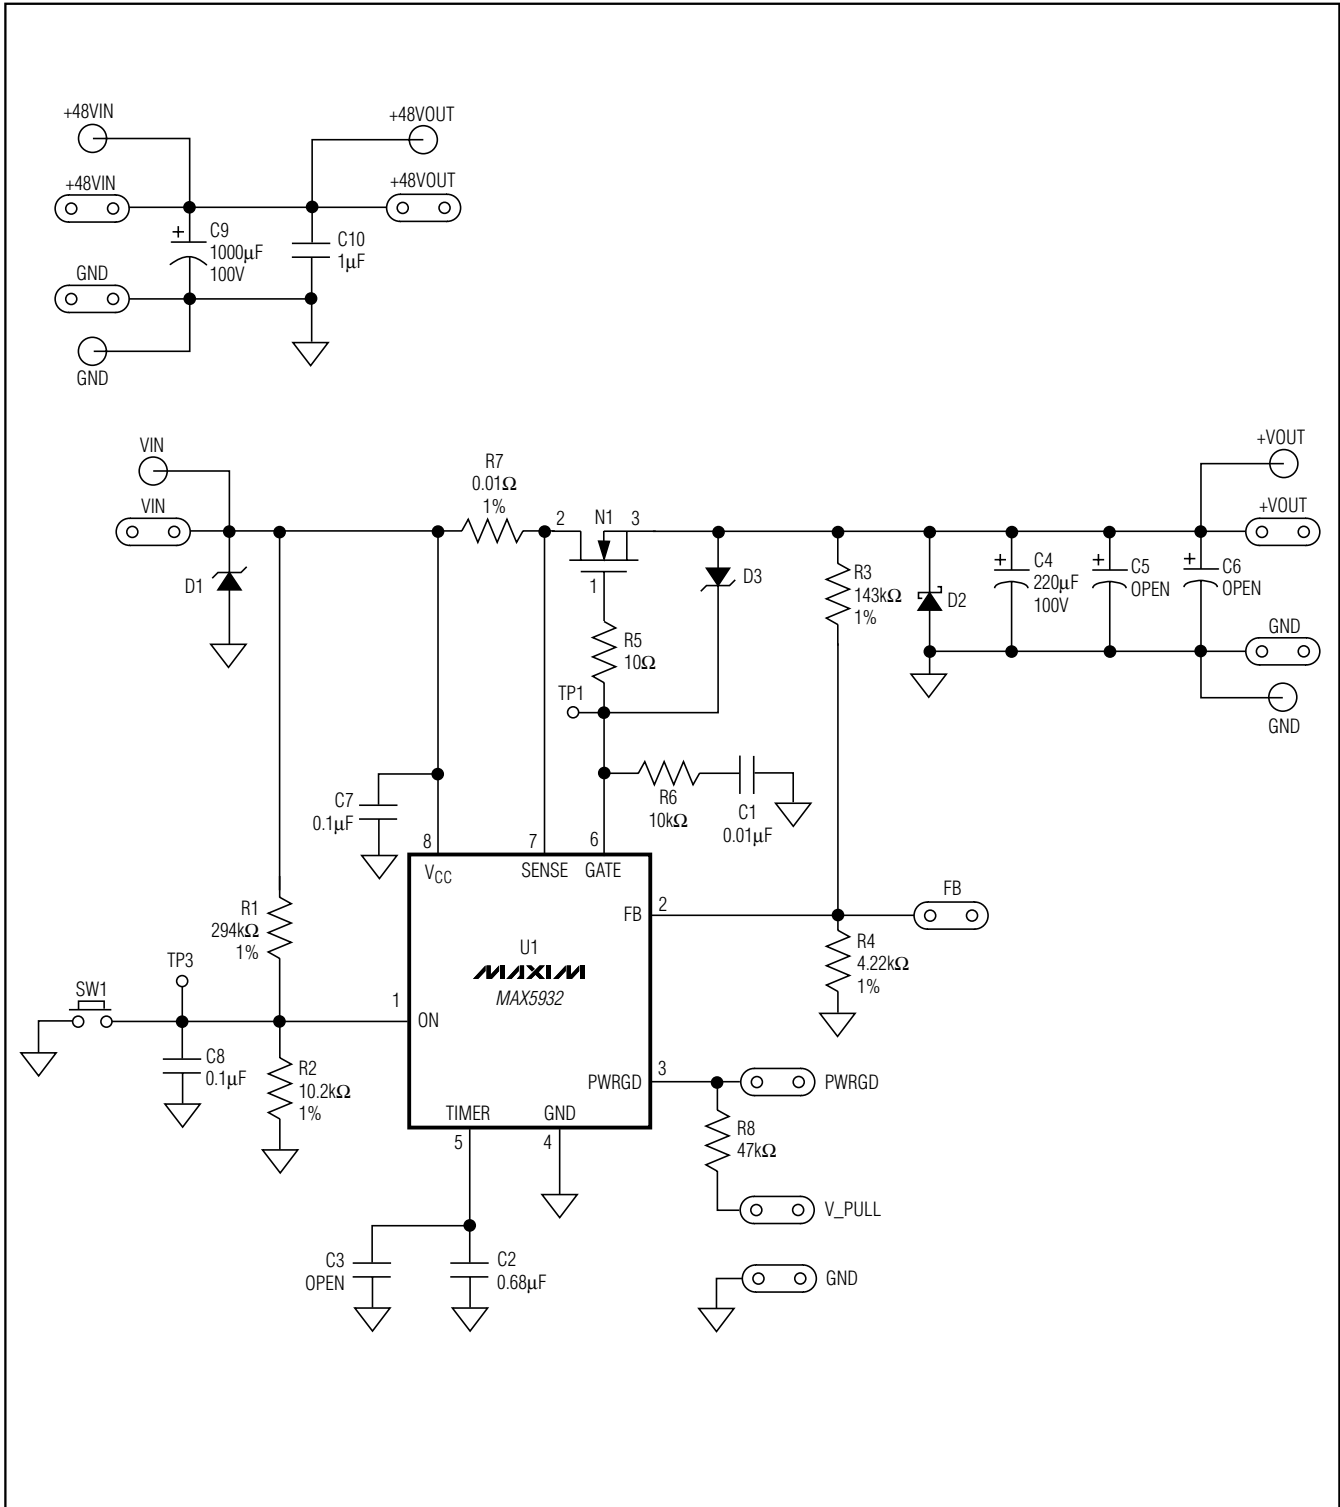 +48VIN
+48VOUT
+48VIN
+48VOUT
+
C9
1000µF
100V
C10
1µF
GND
GND
VIN
VIN
R7
0.01Ω
1%
2
N1
3
1
+VOUT
+VOUT
D1
D3
R3
143kΩ
1%
D2
+
C4
220µF
100V
+
C5
OPEN
+
C6
OPEN
GND
GND
R5
10Ω
TP1
C7
0.1µF
R6
10kΩ
C1
0.01µF
8
7
6
VCC
SENSE
GATE
FB
2
FB
R1
294kΩ
1%
U1
MAXIM
MAX5932
R4
4.22kΩ
1%
TP3
SW1
1
ON
C8
0.1µF
R2
10.2kΩ
1%
PWRGD
3
PWRGD
TIMER
GND
5
4
R8
47kΩ
V_PULL
C3
OPEN
C2
0.68µF
GND